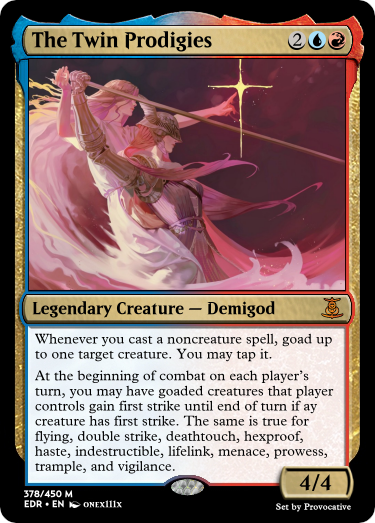 The Twin Prodigies 2
Legendary Creature — Demigod
Whenever you cast a noncreature spell, goad up
to one target creature. You may tap it.
At the beginning of combat on each player's
turn, you may have goaded creatures that player
controls gain first strike until end of turn if ay
creature has first strike. The same is true for
flying, double strike, deathtouch, hexproof,
haste, indestructible, lifelink, menace, prowess,
trample, and vigilance.
4/4
378/450 M
EDR • EN onex111x
Set by Provocative